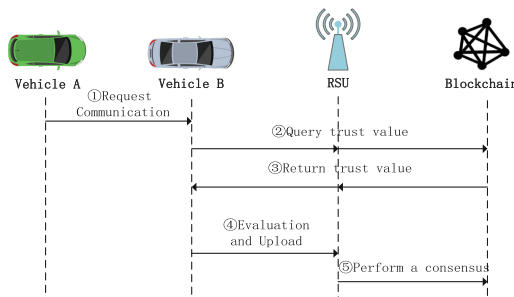 Vehicle A
Vehicle B
RSU
Blockchain
①Request
Communication
②Query trust value
③Return trust value
④Evaluation
and Upload
⑤Perform a consensus